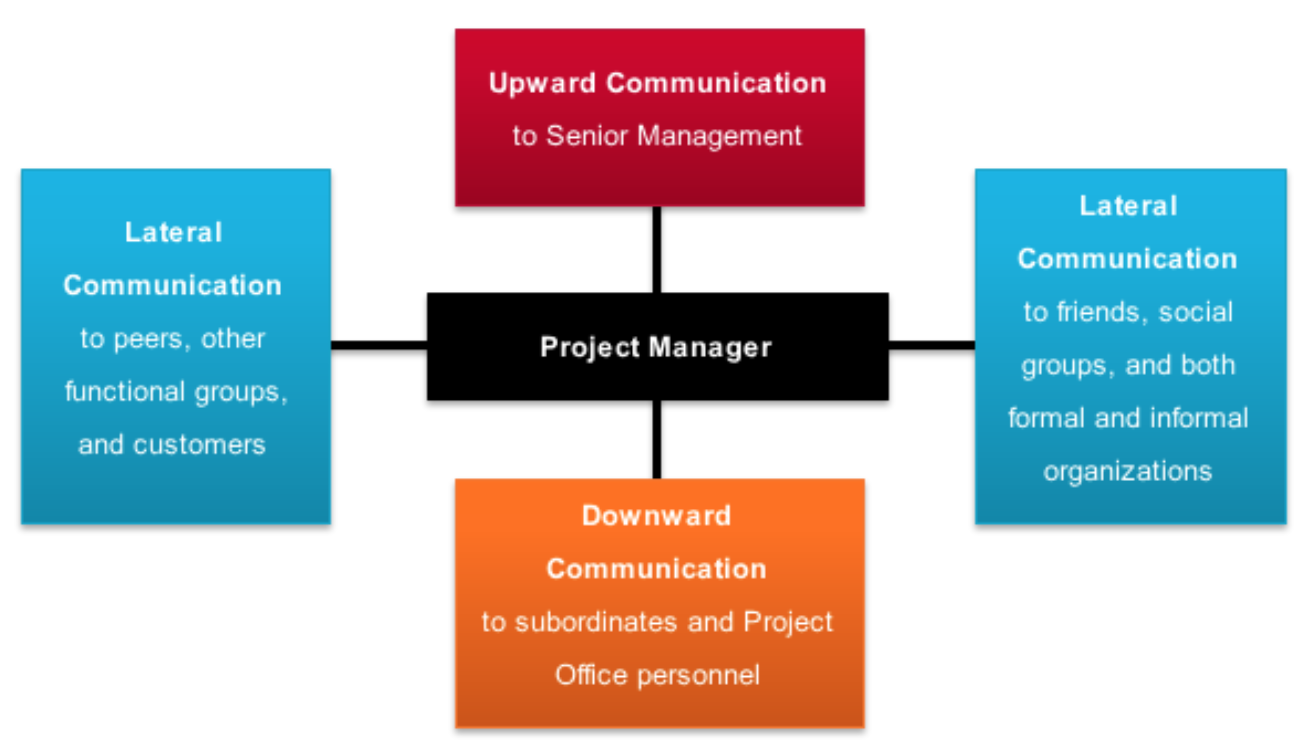 Upward Communication
to Senior Management
Lateral
Communication
to peers, other
functional groups,
and customers
Project Manager
Lateral
Communication
to friends, social
groups, and both
formal and informal
organizations
Downward
Communication
to subordinates and Project
Office personnel